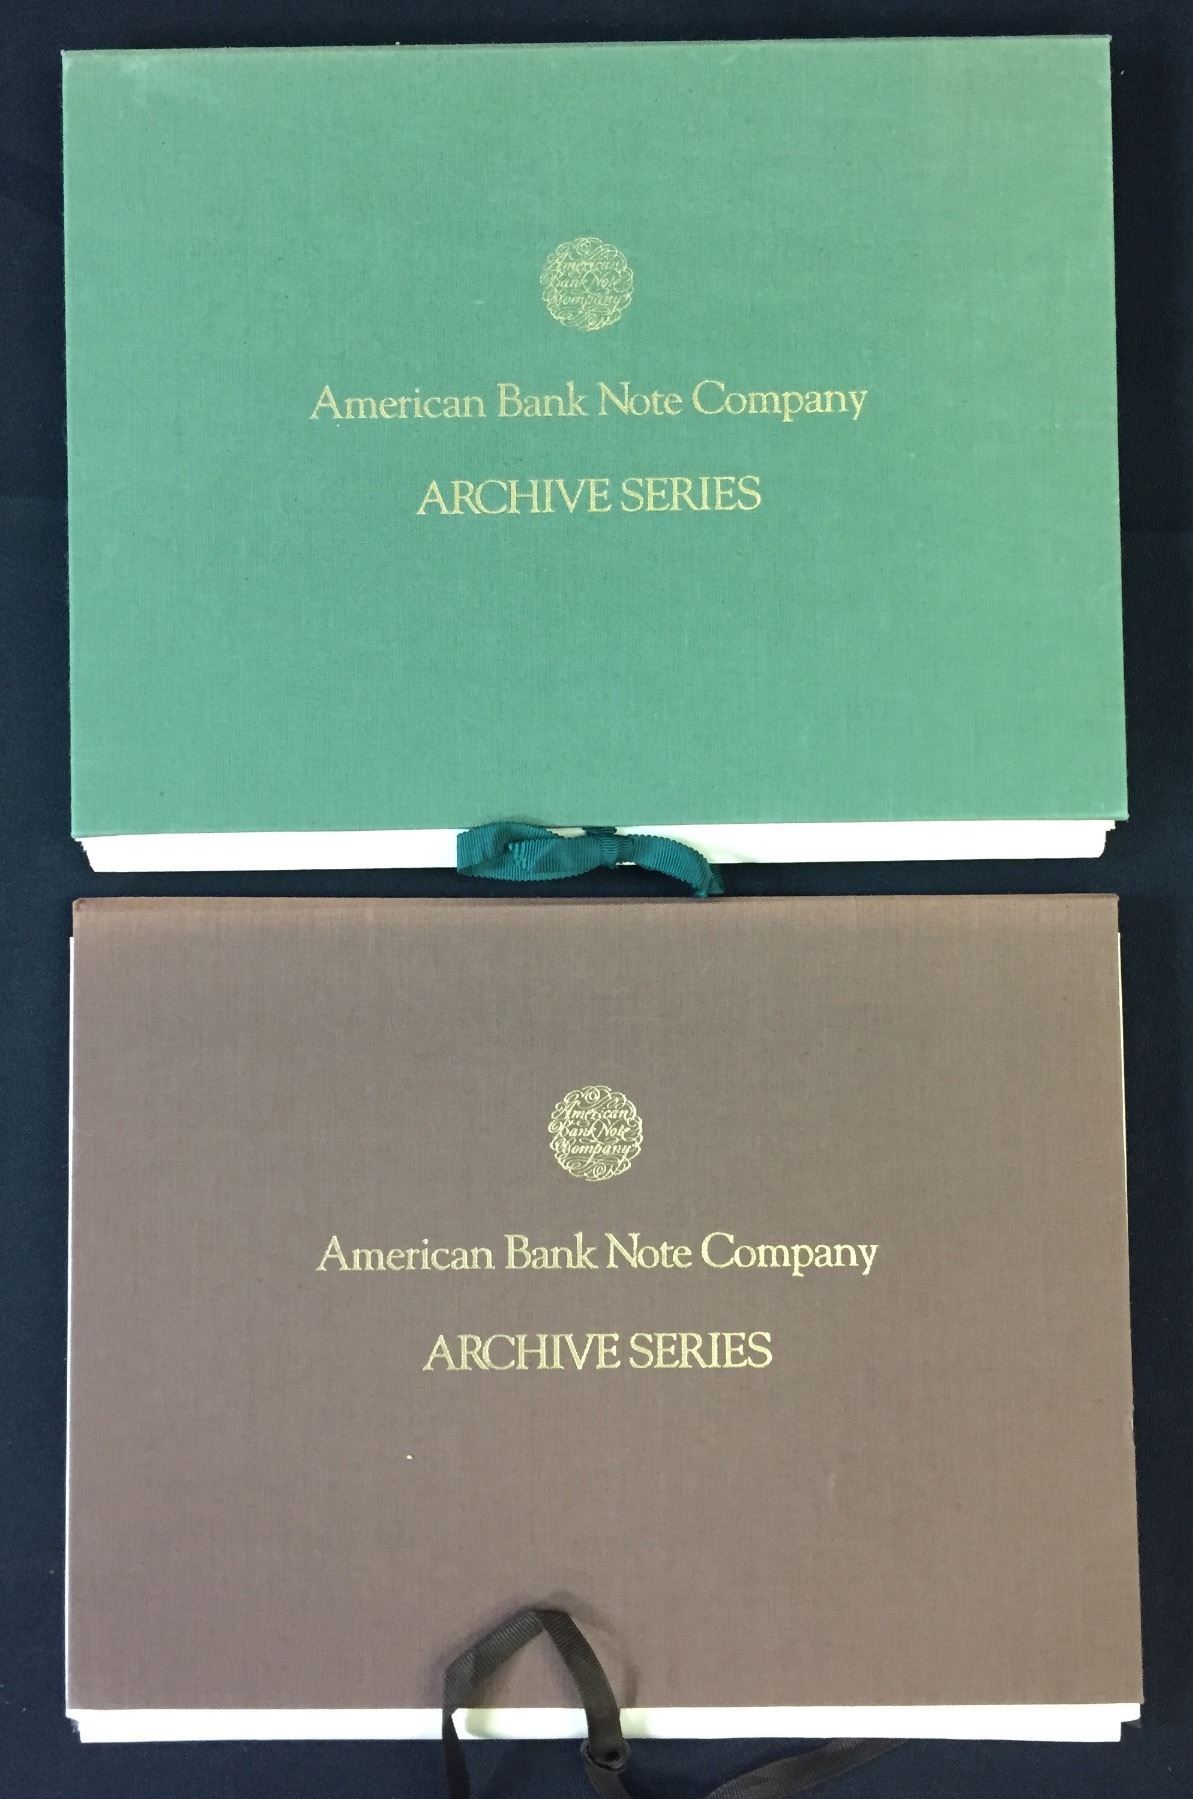 American
Bank Note
Company
American Bank Note Company
ARCHIVE SERIES
American
Bank Note
Company
American Bank Note Company
ARCHIVE SERIES